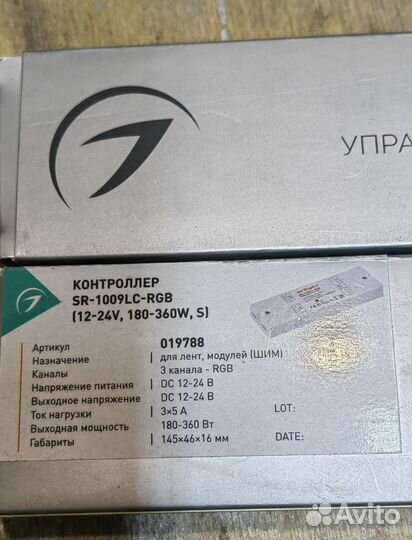 УПРА
КОНТРОЛЛЕР
SR-1009LC-RGB
(12-24V, 180-360W, S)
Артикул 019788
Назначение для лент, модулей (ШИМ)
Каналы 3 канала - RGB
Напряжение питания DC 12-24 В
Выходное напряжение DC 12-24 В
Ток нагрузки 3×5 А
Выходная мощность 180-360 Вт
Габариты 145×46×16 мм
LOT:
DATE:
Avito